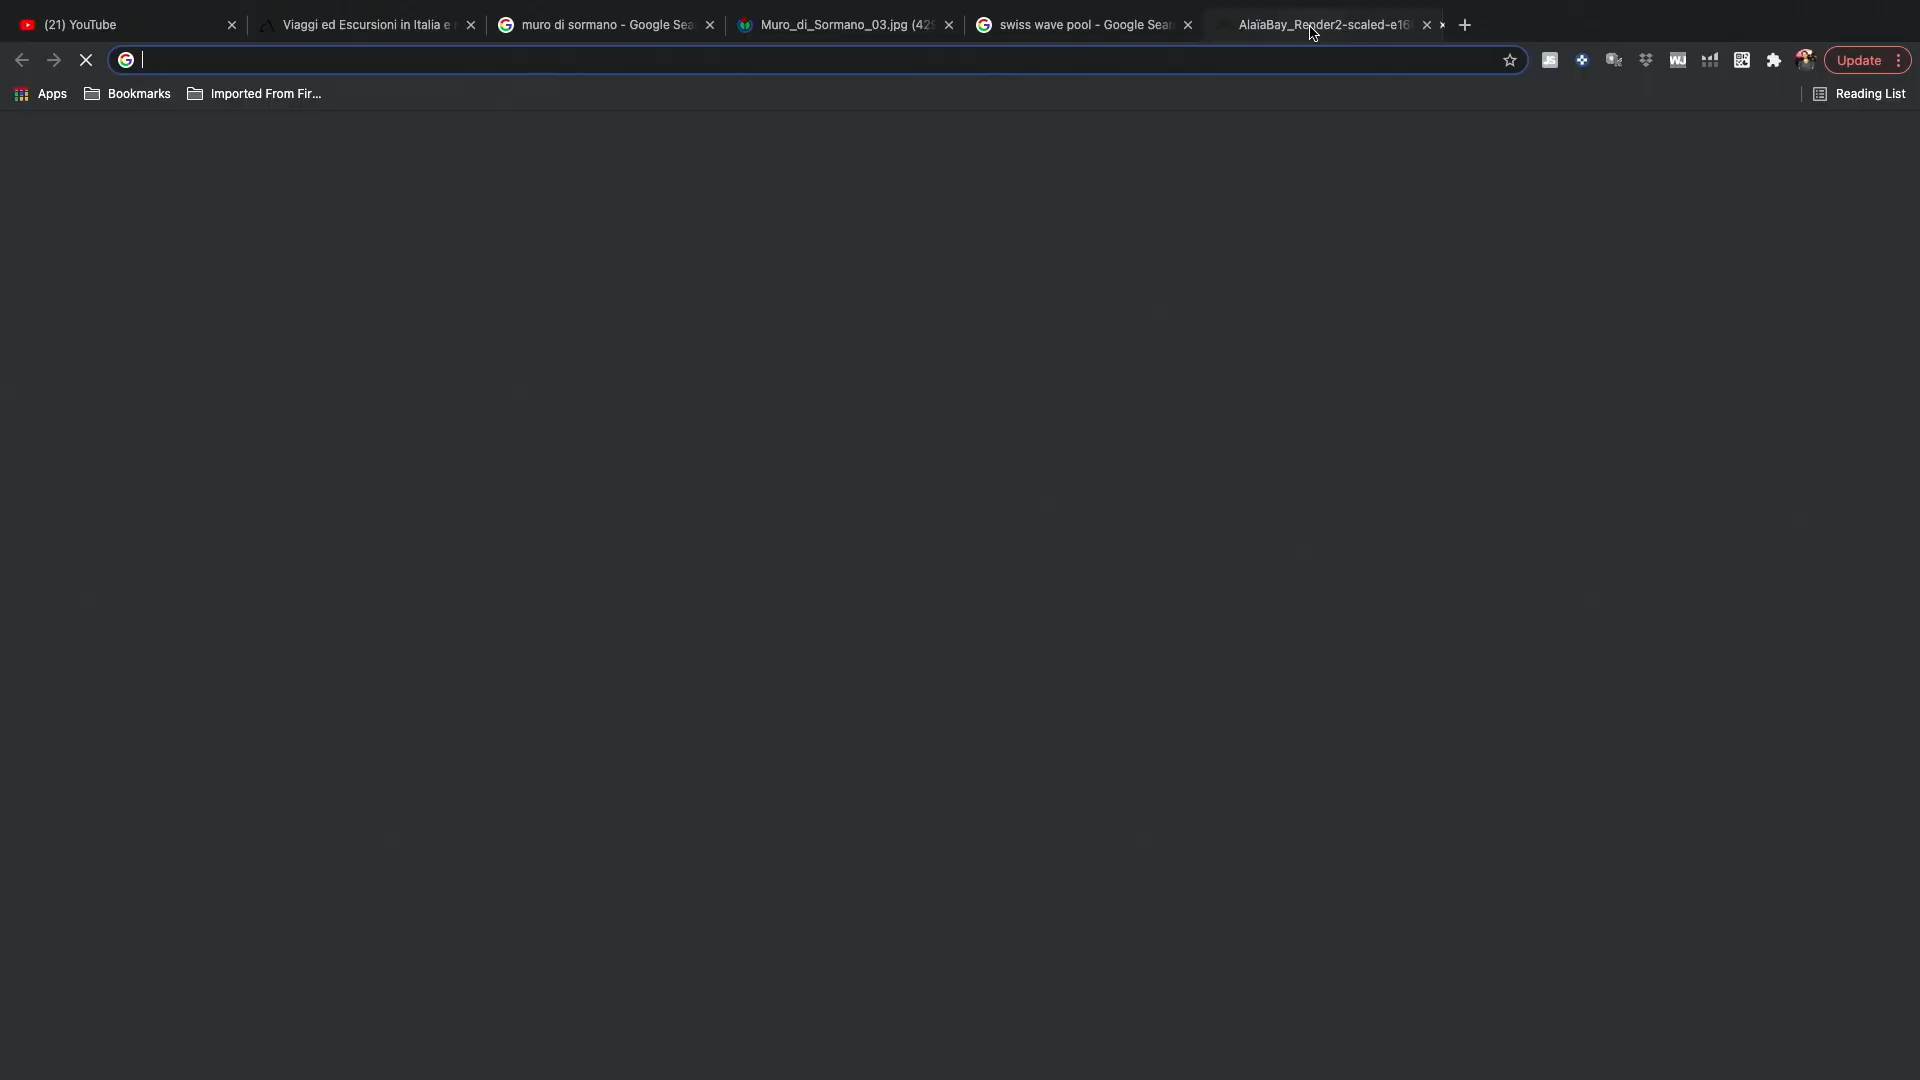 (21) YouTube
Viaggi ed Escursioni in Italia e
muro di sormano - Google Sea
Muro_di_Sormano_03.jpg (429
swiss wave pool - Google Sear
AlaïaBay_Render2-scaled-e16
Update
Apps
Bookmarks
Imported From Fir...
Reading List